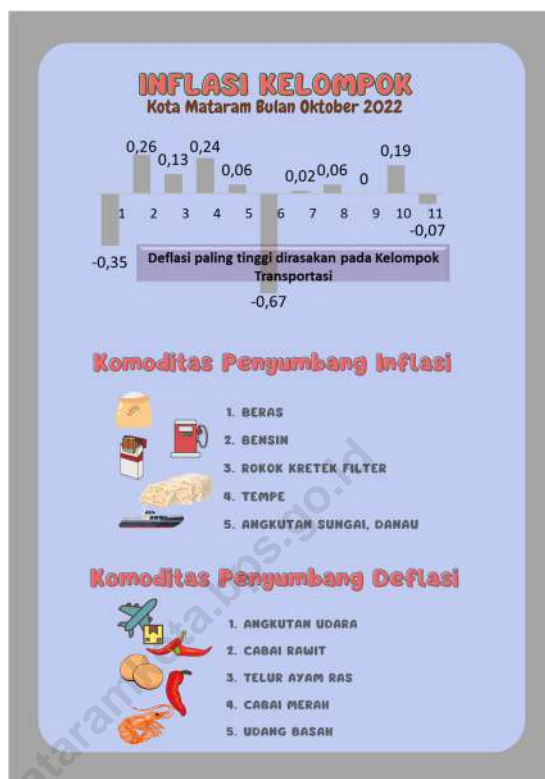 INFLASI KELOMPOK
Kota Mataram Bulan Oktober 2022
0,26
0,13
0,24
0,06
0,02
0,06
0
0,19
1 2 3 4 5 6 7 8 9 10 11
-0,07
-0,35
Deflasi paling tinggi dirasakan pada Kelompok
Transportasi
-0,67
Komoditas Penyumbang Inflasi
1. BERAS
2. BENSIN
3. ROKOK KRETEK FILTER
4. TEMPE
5. ANGKUTAN SUNGAI, DANAU
Komoditas Penyumbang Deflasi
1. ANGKUTAN UDARA
2. CABAI RAWIT
3. TELUR AYAM RAS
4. CABAI MERAH
5. UDANG BASAH
ataramkota.bps.go.id